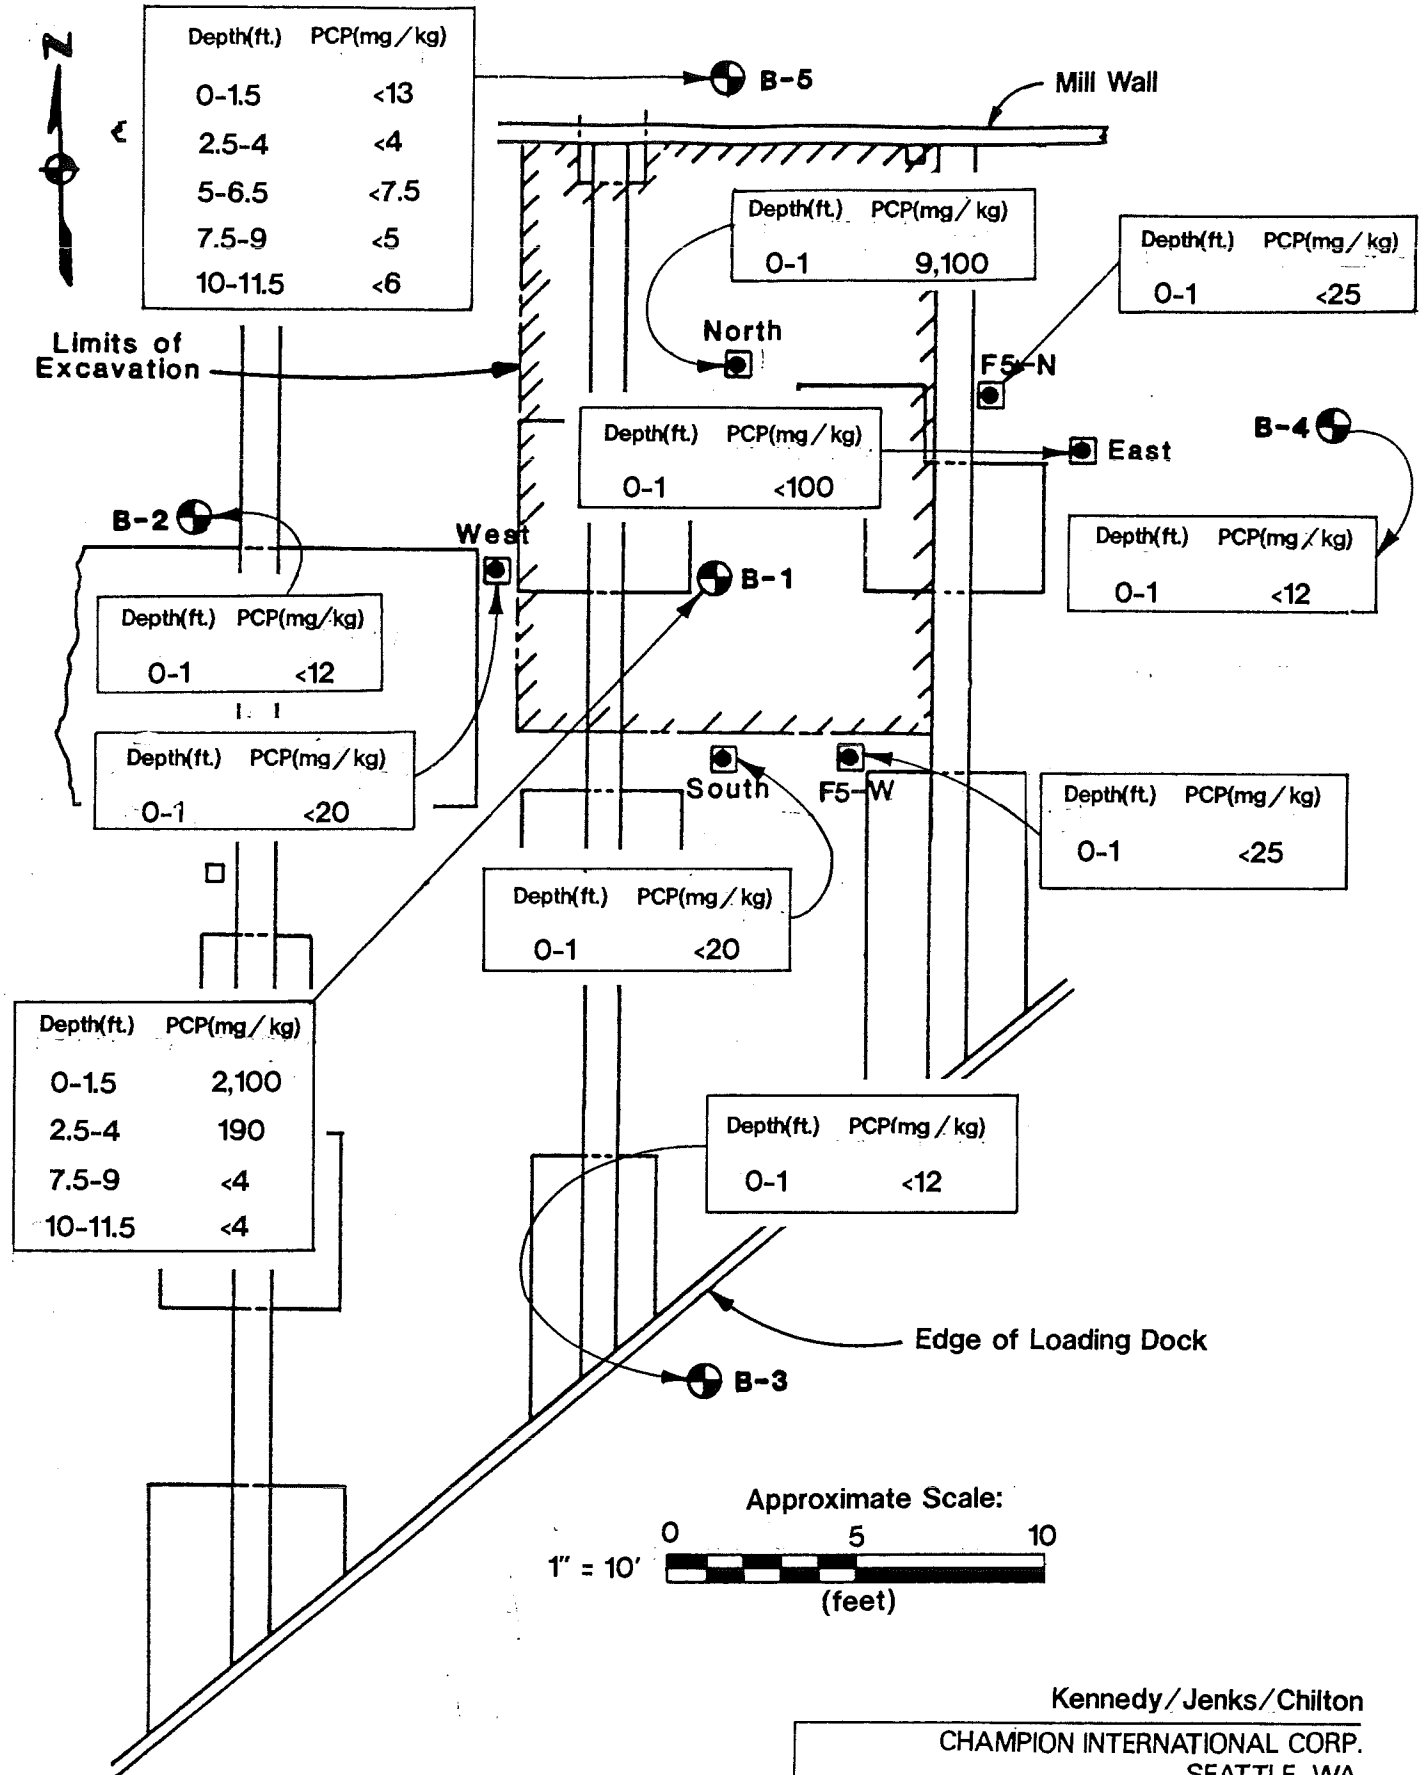 N
Depth(ft.) PCP(mg/kg)
0-1.5 <13
2.5-4 <4
5-6.5 <7.5
7.5-9 <5
10-11.5 <6
B-5
Mill Wall
Depth(ft.) PCP(mg/kg)
0-1 9,100
Depth(ft.) PCP(mg/kg)
0-1 <25
Limits of
Excavation
North
F5-N
Depth(ft.) PCP(mg/kg)
0-1 <100
East
B-4
B-2
West
B-1
Depth(ft.) PCP(mg/kg)
0-1 <12
Depth(ft.) PCP(mg/kg)
0-1 <12
Depth(ft.) PCP(mg/kg)
0-1 <20
South
F5-W
Depth(ft.) PCP(mg/kg)
0-1 <25
Depth(ft.) PCP(mg/kg)
0-1 <20
Depth(ft.) PCP(mg/kg)
0-1.5 2,100
2.5-4 190
7.5-9 <4
10-11.5 <4
Depth(ft.) PCP(mg/kg)
0-1 <12
Edge of Loading Dock
B-3
Approximate Scale:
0 5 10
1" = 10'
(feet)
Kennedy/Jenks/Chilton
CHAMPION INTERNATIONAL CORP.
SEATTLE, WA.